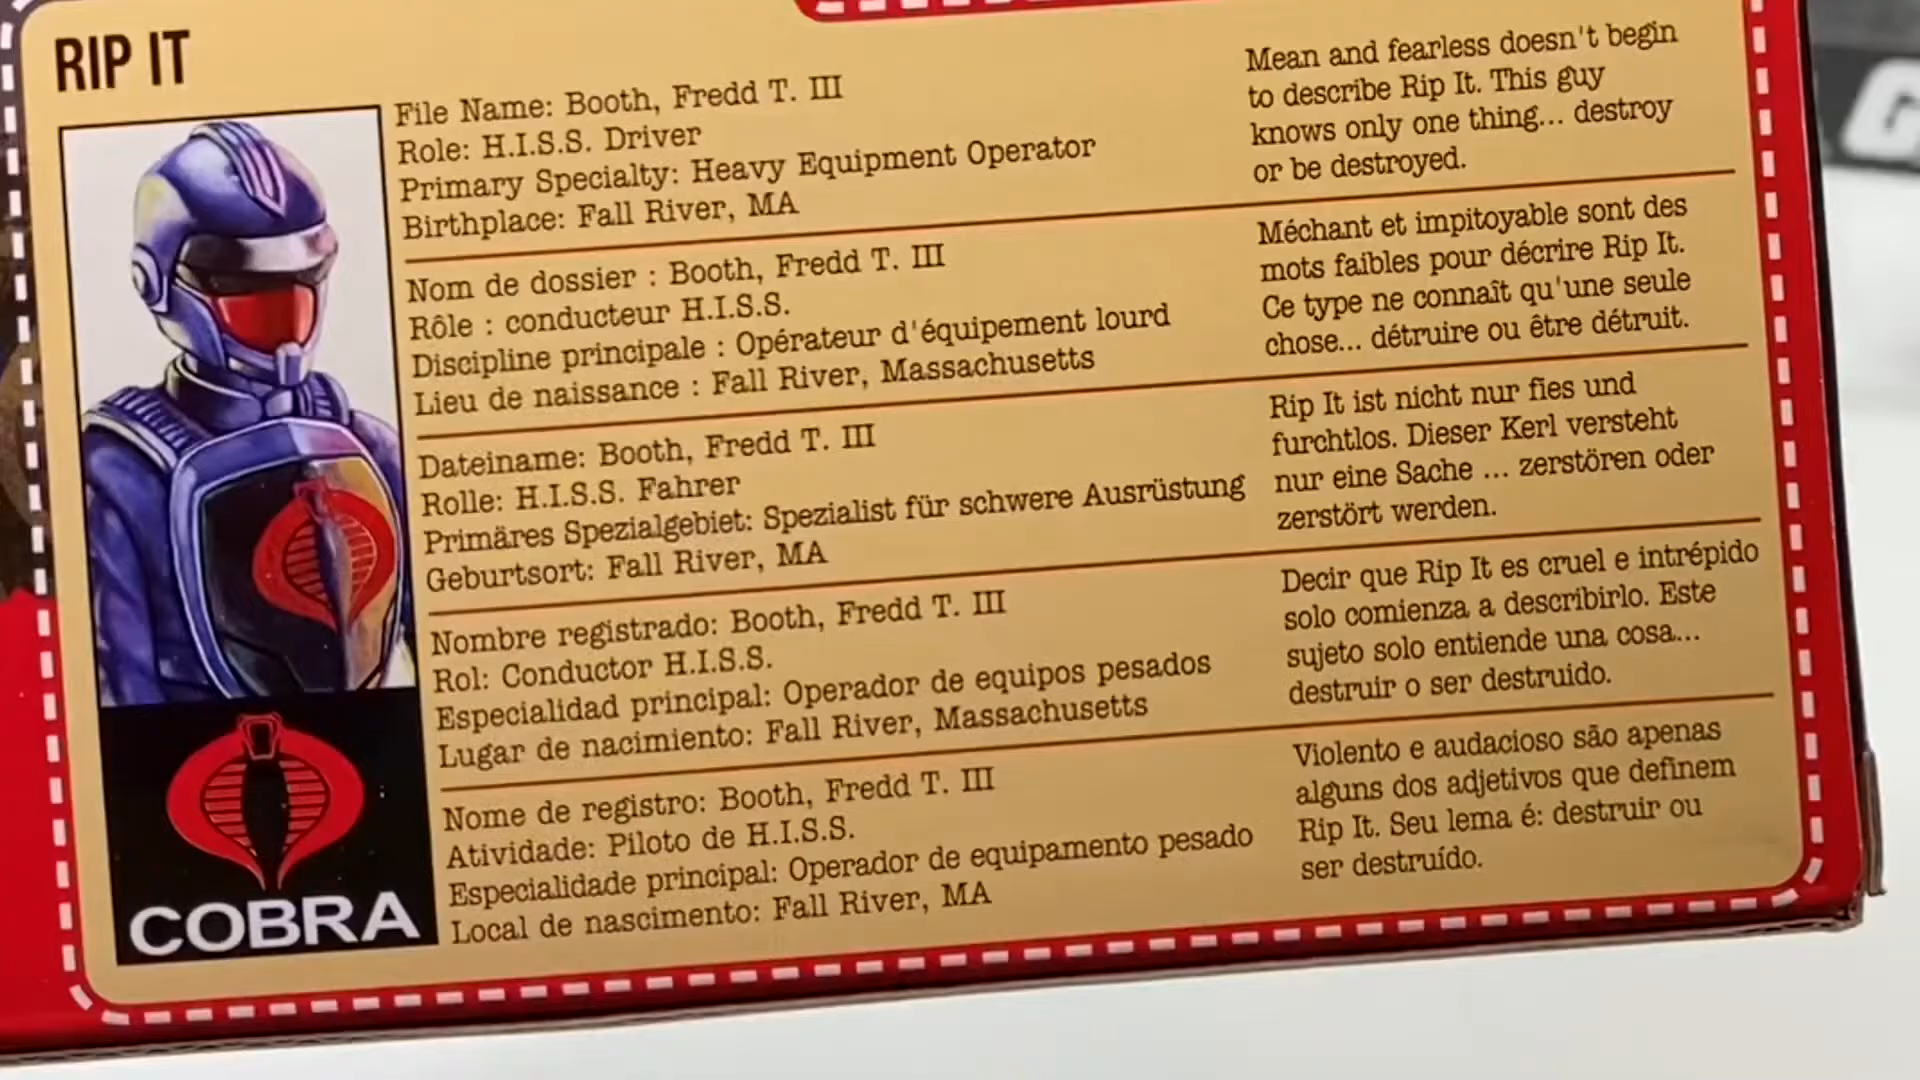 RIP IT
File Name: Booth, Fredd T. III
Role: H.I.S.S. Driver
Primary Specialty: Heavy Equipment Operator
Birthplace: Fall River, MA
Mean and fearless doesn't begin
to describe Rip It. This guy
knows only one thing... destroy
or be destroyed.
Nom de dossier : Booth, Fredd T. III
Rôle : conducteur H.I.S.S.
Discipline principale : Opérateur d'équipement lourd
Lieu de naissance : Fall River, Massachusetts
Méchant et impitoyable sont des
mots faibles pour décrire Rip It.
Ce type ne connaît qu'une seule
chose... détruire ou être détruit.
Dateiname: Booth, Fredd T. III
Rolle: H.I.S.S. Fahrer
Primäres Spezialgebiet: Spezialist für schwere Ausrüstung
Geburtsort: Fall River, MA
Rip It ist nicht nur fies und
furchtlos. Dieser Kerl versteht
nur eine Sache ... zerstören oder
zerstört werden.
Nombre registrado: Booth, Fredd T. III
Rol: Conductor H.I.S.S.
Especialidad principal: Operador de equipos pesados
Lugar de nacimiento: Fall River, Massachusetts
Decir que Rip It es cruel e intrépido
solo comienza a describirlo. Este
sujeto solo entiende una cosa...
destruir o ser destruido.
Nome de registro: Booth, Fredd T. III
Atividade: Piloto de H.I.S.S.
Especialidade principal: Operador de equipamento pesado
Local de nascimento: Fall River, MA
Violento e audacioso são apenas
alguns dos adjetivos que definem
Rip It. Seu lema é: destruir ou
ser destruído.
COBRA